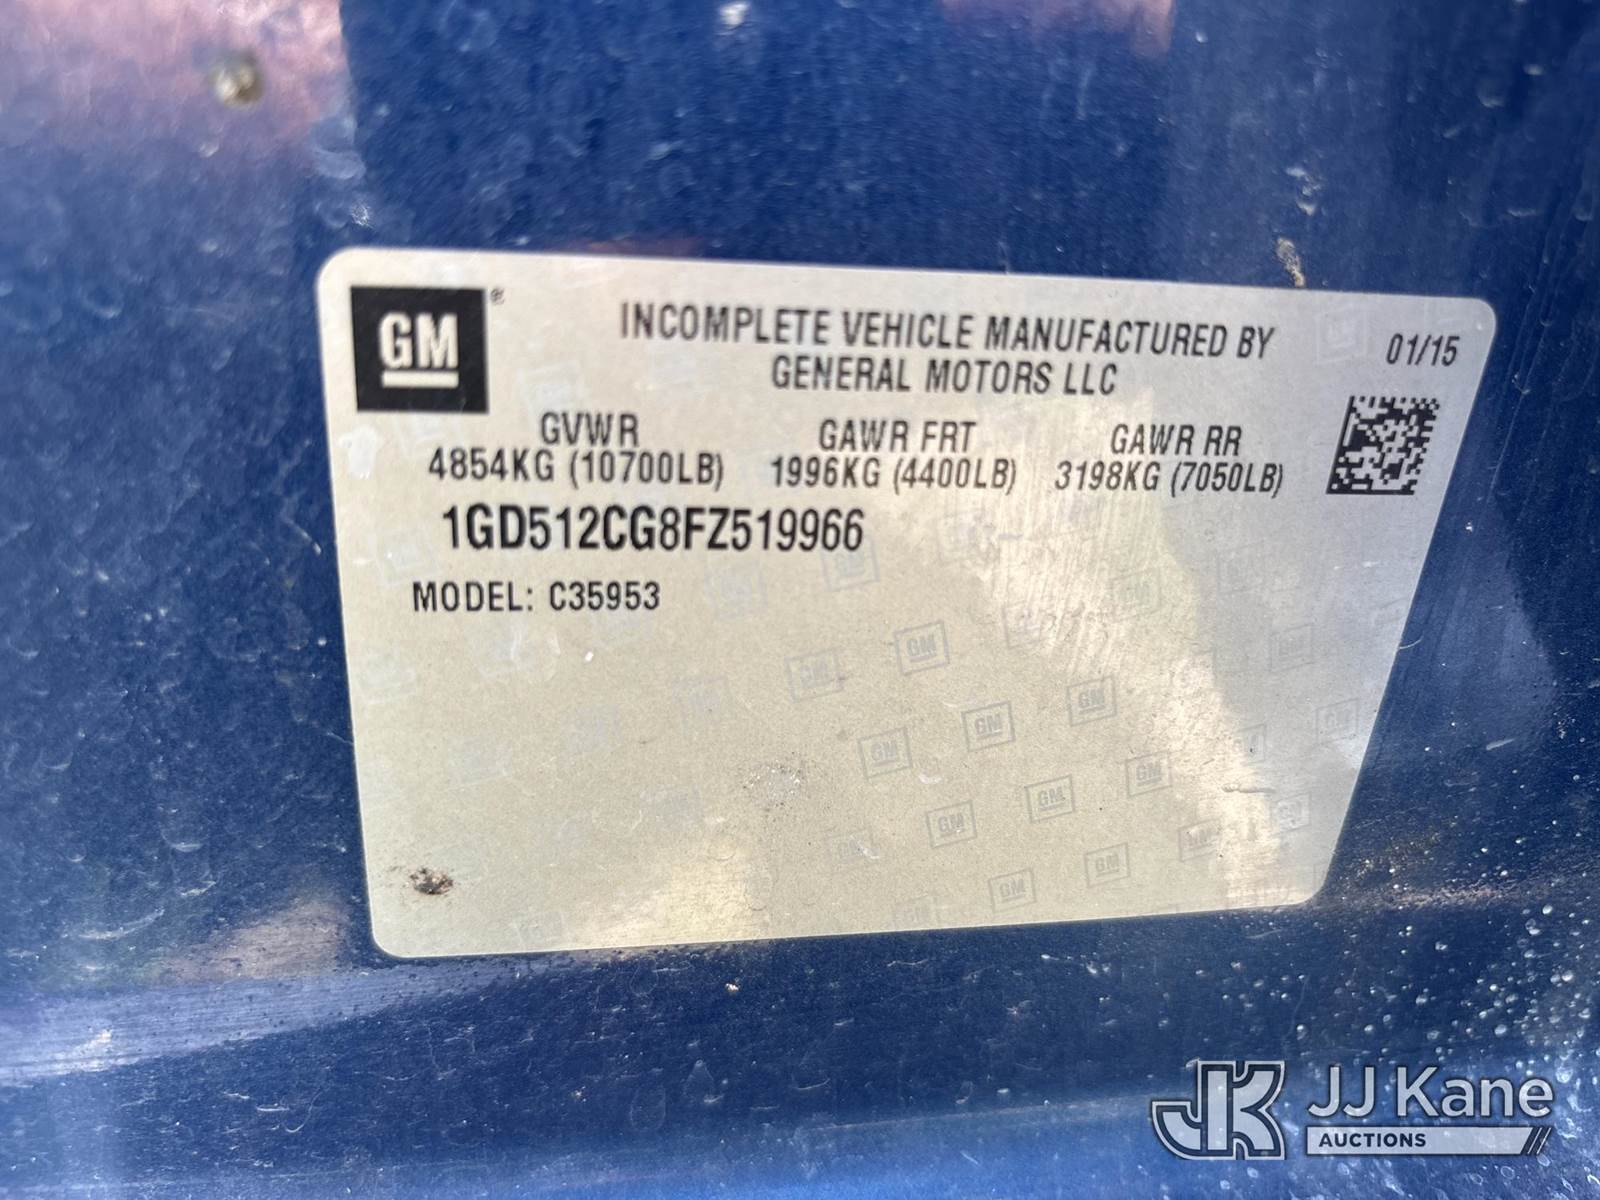 GM®
INCOMPLETE VEHICLE MANUFACTURED BY
GENERAL MOTORS LLC
01/15
GVWR GAWR FRT GAWR RR
4854KG (10700LB) 1996KG (4400LB) 3198KG (7050LB)
1GD512CG8FZ519966
MODEL: C35953
JK JJ Kane
AUCTIONS